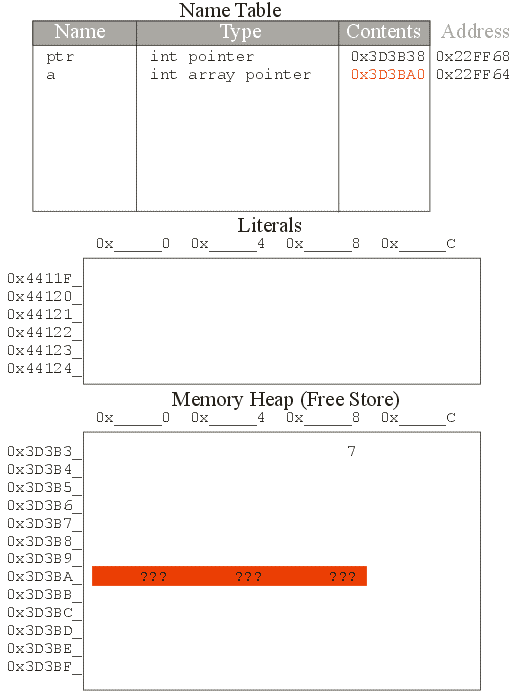 Name Table
Name Type Contents Address
ptr int pointer 0x3D3B38 0x22FF68
a int array pointer 0x3D3BA0 0x22FF64
Literals
0x_____0 0x_____4 0x_____8 0x_____C
0x4411F_
0x44120_
0x44121_
0x44122_
0x44123_
0x44124_
Memory Heap (Free Store)
0x_____0 0x_____4 0x_____8 0x_____C
0x3D3B3_ 7
0x3D3B4_
0x3D3B5_
0x3D3B6_
0x3D3B7_
0x3D3B8_
0x3D3B9_
0x3D3BA_ ??? ??? ???
0x3D3BB_
0x3D3BC_
0x3D3BD_
0x3D3BE_
0x3D3BF_